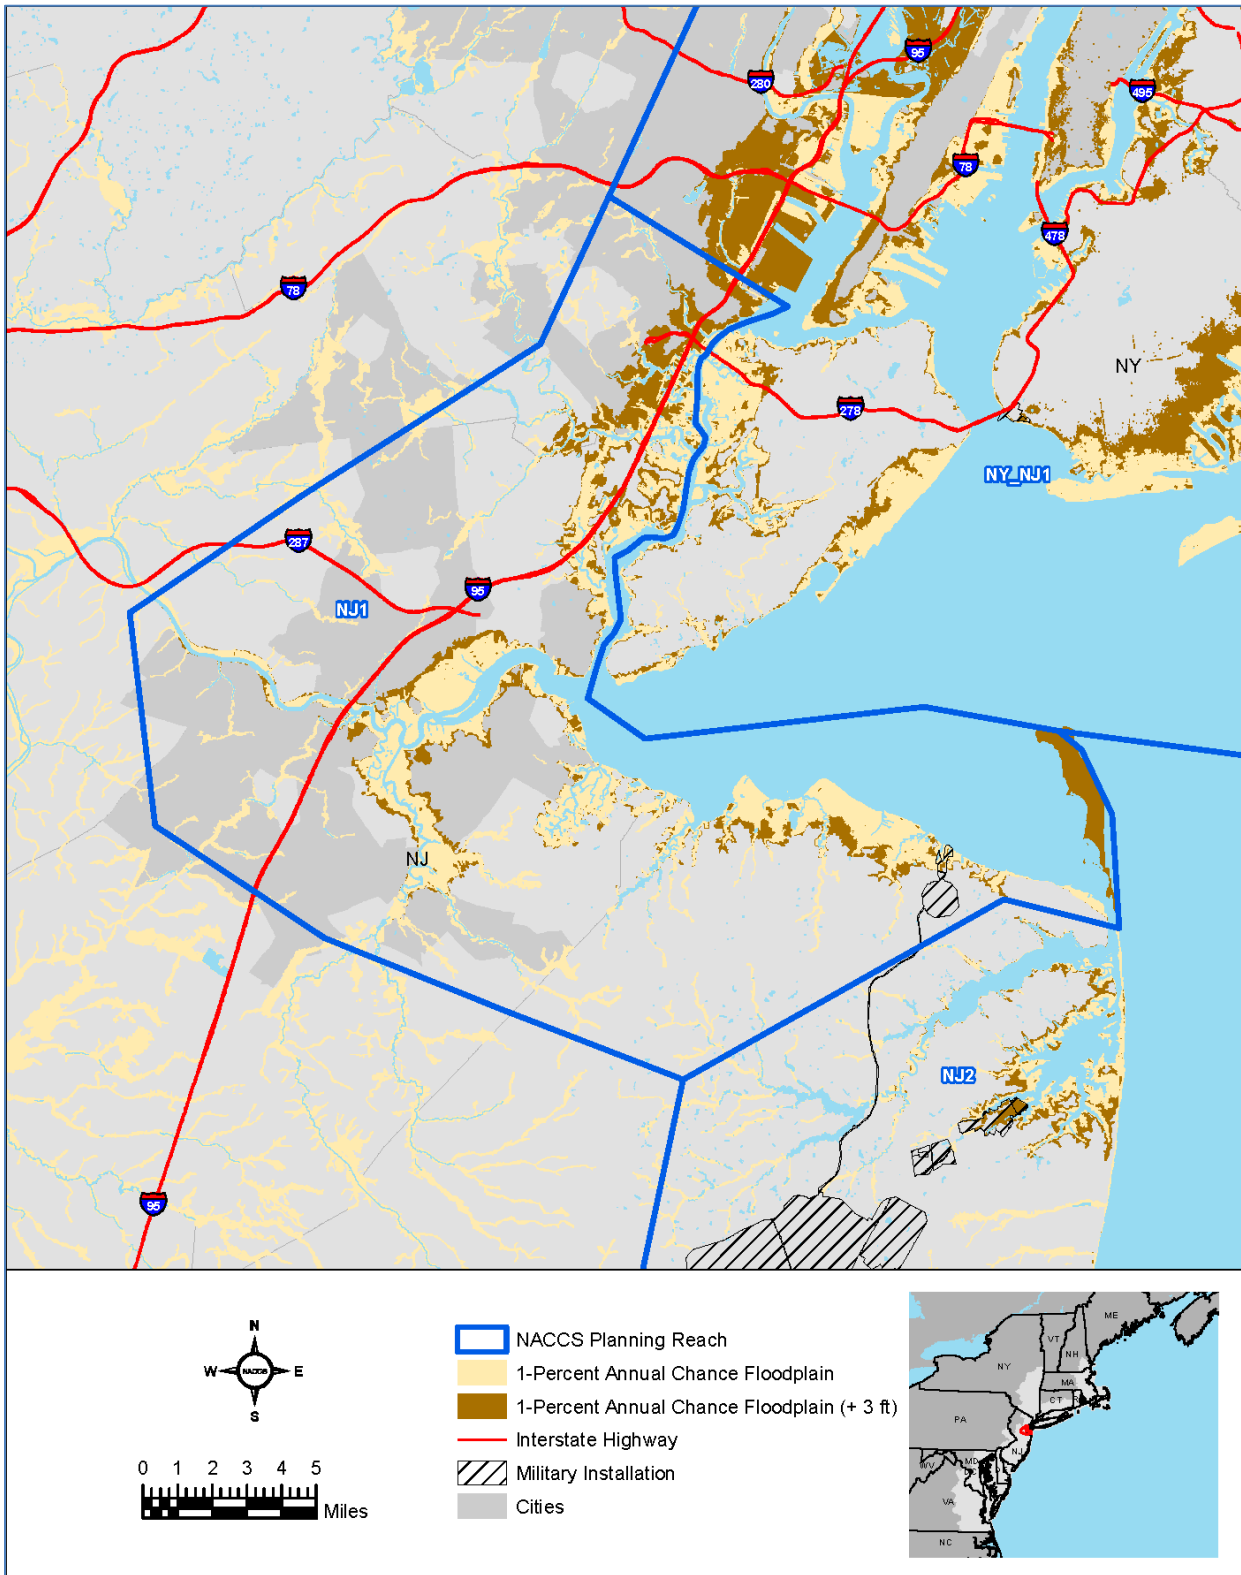 95
280
495
78
478
78
NY
278
NY_NJ1
287
95
NJ1
NJ
NJ2
95
N
W NACCS E
S
0 1 2 3 4 5
Miles
NACCS Planning Reach
1-Percent Annual Chance Floodplain
1-Percent Annual Chance Floodplain (+ 3 ft)
Interstate Highway
Military Installation
Cities
ME
VT
NH
NY
MA
CT
PA
NJ
MD
WV
VA
NC